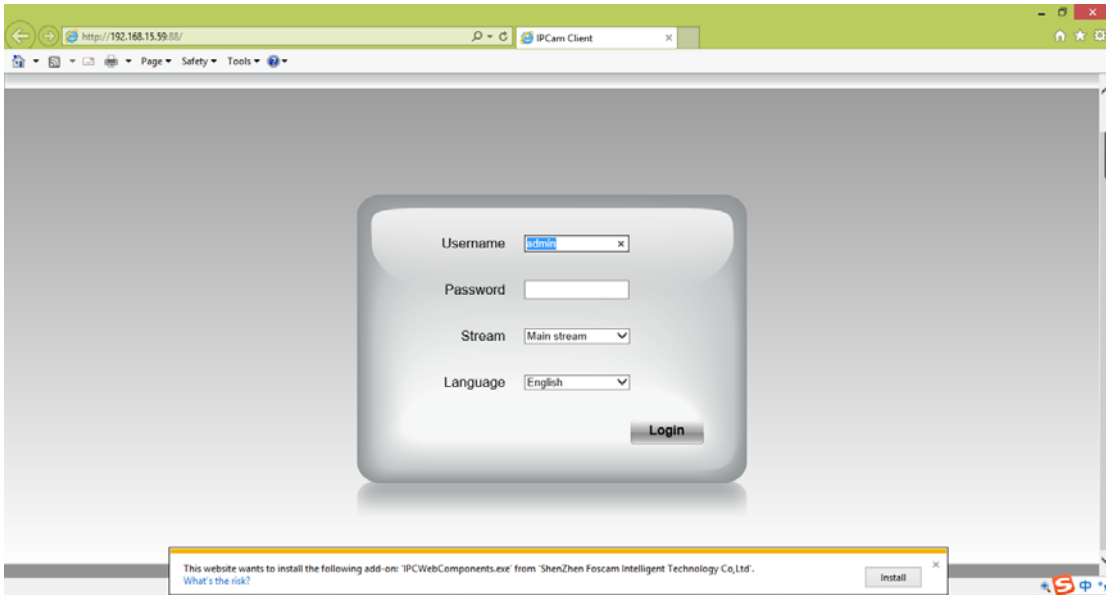 http://192.168.15.59:88/
IPCam Client
Page Safety Tools
Username admin
Password
Stream Main stream
Language English
Login
This website wants to install the following add-on: 'IPCWebComponents.exe' from 'ShenZhen Foscam Intelligent Technology Co,Ltd'.
What's the risk?
Install
中